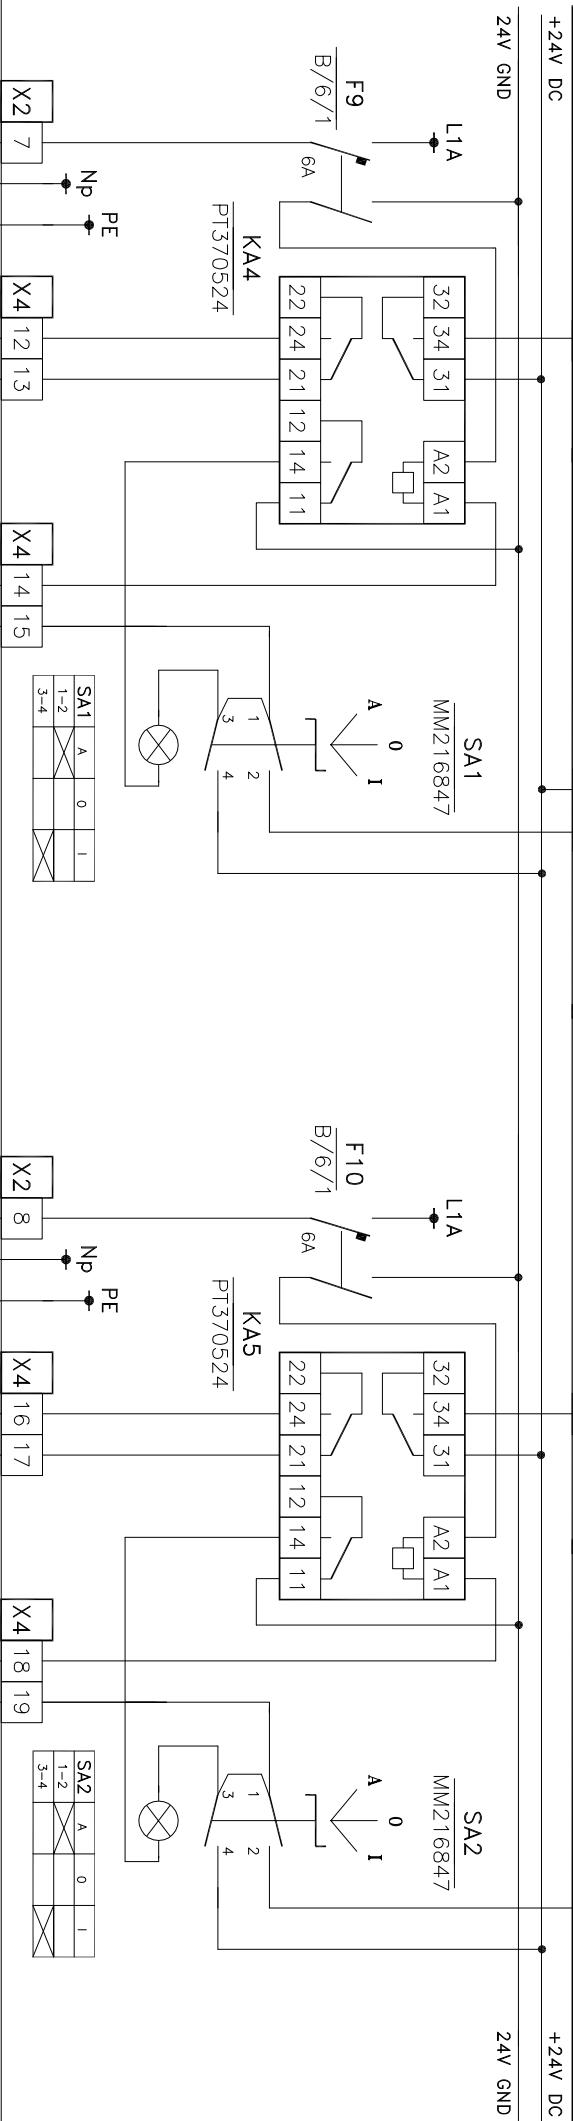 +24V DC
24V GND
L1A
F9
B/6/1
6A
X2
7
Np
PE
KA4
PT370524
22
24
21
12
14
11
32
34
31
A2
A1
X4
12
13
X4
14
15
SA1
MM216847
A
0
I
1
2
3
4
SA1 A 0 I
1-2
3-4
L1A
F10
B/6/1
6A
X2
8
Np
PE
KA5
PT370524
22
24
21
12
14
11
32
34
31
A2
A1
X4
16
17
X4
18
19
SA2
MM216847
A
0
I
1
2
3
4
SA2 A 0 I
1-2
3-4
+24V DC
24V GND